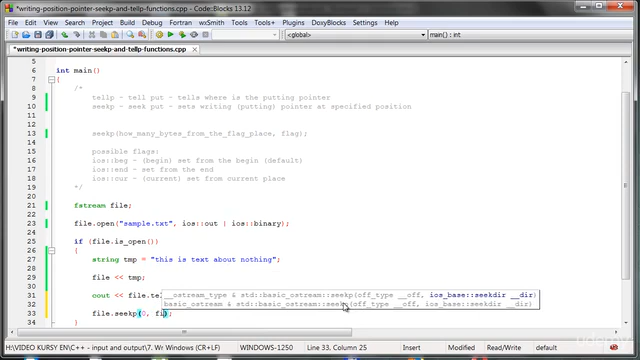 *writing-position-pointer-seekp-and-tellp-functions.cpp - Code::Blocks 13.12
File Edit View Search Project Build Debug Fortran wxSmith Tools Tools+ Plugins DoxyBlocks Settings Help
<global> main() : int
*writing-position-pointer-seekp-and-tellp-functions.cpp
5
6 int main()
7 {
8 /*
9 tellp - tell put - tells where is the putting pointer
10 seekp - seek put - sets writing (putting) pointer at specified position
11
12
13 seekp(how_many_bytes_from_the_flag_place, flag);
14
15 possible flags:
16 ios::beg - (begin) set from the begin (default)
17 ios::end - set from the end
18 ios::cur - (current) set from current place
19 */
20
21 fstream file;
22
23 file.open("sample.txt", ios::out | ios::binary);
24
25 if (file.is_open())
26 {
27 string tmp = "this is text about nothing";
28
29 file << tmp;
30
31 cout << file.tel
__ostream_type & std::basic_ostream::seekp(off_type __off, ios_base::seekdir __dir)
basic_ostream & std::basic_ostream::seekp(off_type __off, ios_base::seekdir __dir)
32
33 file.seekp(0, fi);
34 }
H:\VIDEO KURSY EN\C++ - Y Windows (CR+LF) WINDOWS-1250 Line 33, Column 25 Insert Modified Read/Write default
udemy